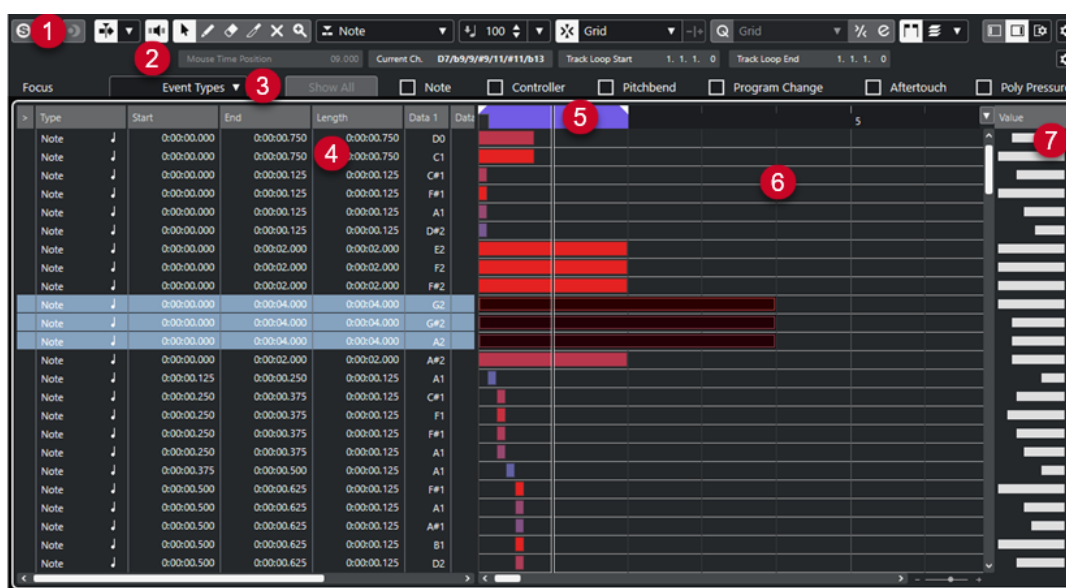 S 1 Note 100 Grid Q Grid
2 Mouse Time Position 09.000 Current Ch. D7/b9/9/#9/11/#11/b13 Track Loop Start 1. 1. 1. 0 Track Loop End 1. 1. 1. 0
Focus Event Types 3 Show All Note Controller Pitchbend Program Change Aftertouch Poly Pressure
> Type Start End Length Data 1 Data 5 5 Value
Note 0:00:00.000 0:00:00.750 0:00:00.750 D0 7
Note 0:00:00.000 0:00:00.750 4 0:00:00.750 C1
Note 0:00:00.000 0:00:00.125 0:00:00.125 C#1
Note 0:00:00.000 0:00:00.125 0:00:00.125 F#1 6
Note 0:00:00.000 0:00:00.125 0:00:00.125 A1
Note 0:00:00.000 0:00:00.125 0:00:00.125 D#2
Note 0:00:00.000 0:00:02.000 0:00:02.000 E2
Note 0:00:00.000 0:00:02.000 0:00:02.000 F2
Note 0:00:00.000 0:00:02.000 0:00:02.000 F#2
Note 0:00:00.000 0:00:04.000 0:00:04.000 G2
Note 0:00:00.000 0:00:04.000 0:00:04.000 G#2
Note 0:00:00.000 0:00:04.000 0:00:04.000 A2
Note 0:00:00.000 0:00:02.000 0:00:02.000 A#2
Note 0:00:00.125 0:00:00.250 0:00:00.125 A1
Note 0:00:00.250 0:00:00.375 0:00:00.125 C#1
Note 0:00:00.250 0:00:00.375 0:00:00.125 F1
Note 0:00:00.250 0:00:00.375 0:00:00.125 F#1
Note 0:00:00.250 0:00:00.375 0:00:00.125 A1
Note 0:00:00.375 0:00:00.500 0:00:00.125 A1
Note 0:00:00.500 0:00:00.625 0:00:00.125 F#1
Note 0:00:00.500 0:00:00.625 0:00:00.125 A1
Note 0:00:00.500 0:00:00.625 0:00:00.125 A#1
Note 0:00:00.500 0:00:00.625 0:00:00.125 B1
Note 0:00:00.500 0:00:00.625 0:00:00.125 D2